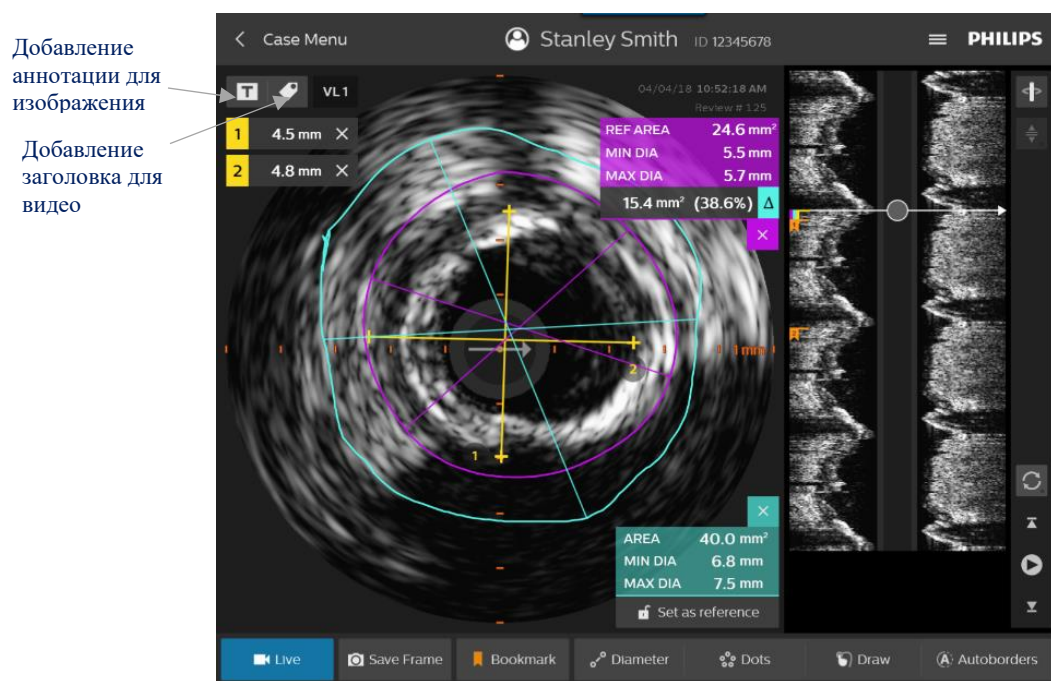 Добавление
аннотации для
изображения
Добавление
заголовка для
видео
Case Menu
Stanley Smith ID 12345678
PHILIPS
T
VL1
04/04/18 10:52:18 AM
Review # 125
1 4.5 mm
2 4.8 mm
REF AREA 24.6 mm²
MIN DIA 5.5 mm
MAX DIA 5.7 mm
15.4 mm² (38.6%) Δ
1 mm
2
1
AREA 40.0 mm²
MIN DIA 6.8 mm
MAX DIA 7.5 mm
Set as reference
Live
Save Frame
Bookmark
Diameter
Dots
Draw
A Autoborders